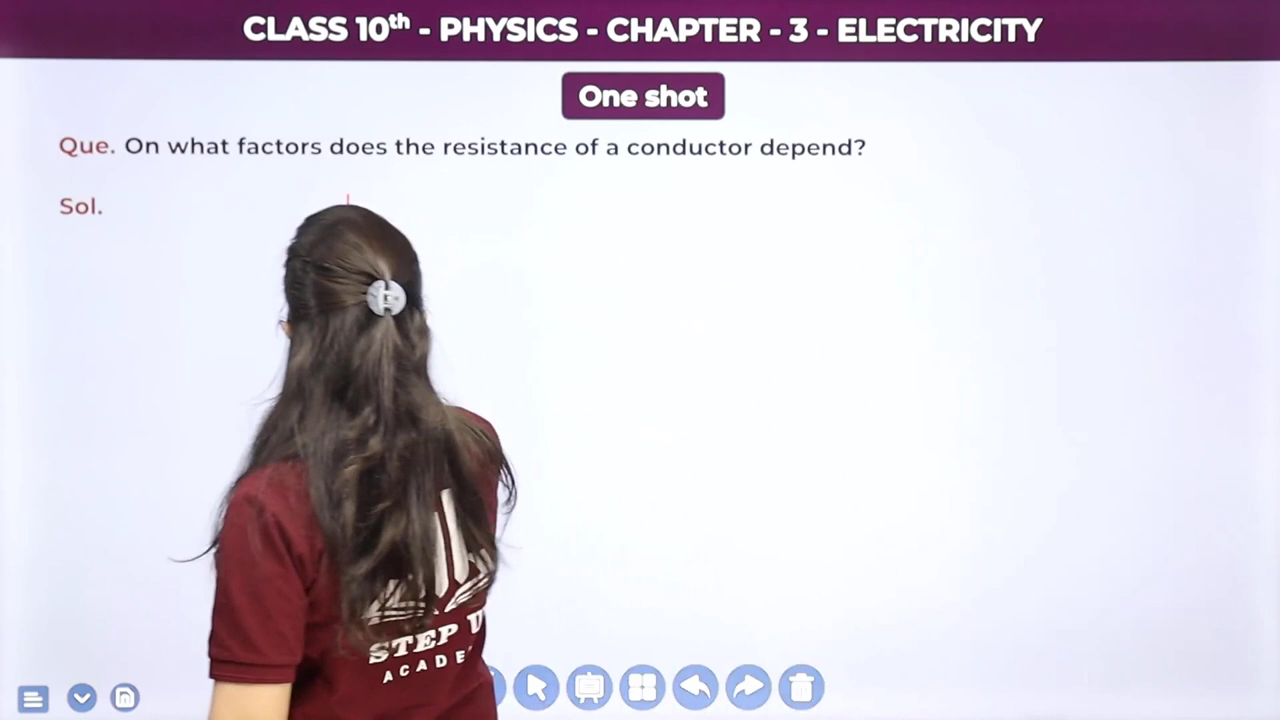 CLASS 10th - PHYSICS - CHAPTER - 3 - ELECTRICITY
One shot
Que. On what factors does the resistance of a conductor depend?
Sol.
STEP